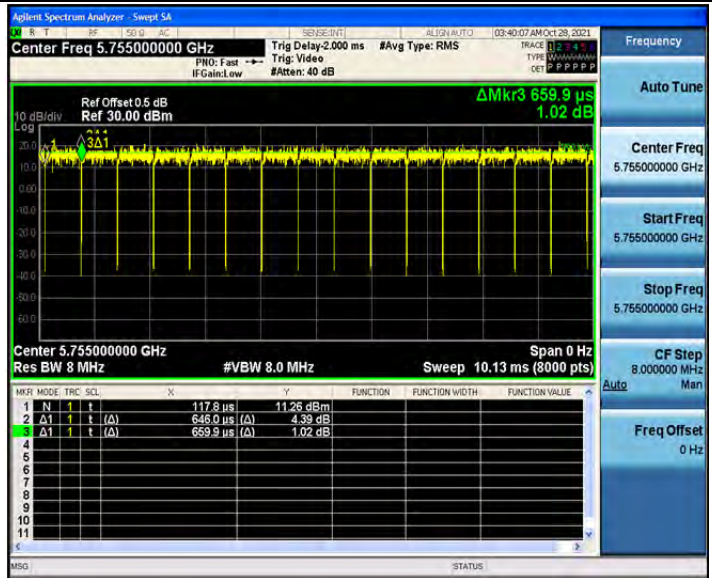 Agilent Spectrum Analyzer - Swept SA
R T RF 50 Ω AC SENSE:INT ALIGN AUTO 03:40:07 AM Oct 28, 2021
Center Freq 5.755000000 GHz
PNO: Fast
IFGain:Low
Trig Delay-2.000 ms
Trig: Video
#Atten: 40 dB
#Avg Type: RMS
TRACE 1 2 3 4 5 6
TYPE W
DET P P P P P P
Frequency
Auto Tune
Center Freq
5.755000000 GHz
Start Freq
5.755000000 GHz
Stop Freq
5.755000000 GHz
CF Step
8.000000 MHz
Auto Man
Freq Offset
0 Hz
ΔMkr3 659.9 µs
1.02 dB
Ref Offset 0.5 dB
10 dB/div Ref 30.00 dBm
Log
20.0
10.0
0.00
-10.0
-20.0
-30.0
-40.0
-50.0
-60.0
3Δ1
Center 5.755000000 GHz Span 0 Hz
Res BW 8 MHz #VBW 8.0 MHz Sweep 10.13 ms (8000 pts)
MKR MODE TRC SCL X Y FUNCTION FUNCTION WIDTH FUNCTION VALUE
1 N 1 t 117.8 µs 11.26 dBm
2 Δ1 1 t (Δ) 646.0 µs (Δ) 4.39 dB
3 Δ1 1 t (Δ) 659.9 µs (Δ) 1.02 dB
4
5
6
7
8
9
10
11
MSG STATUS